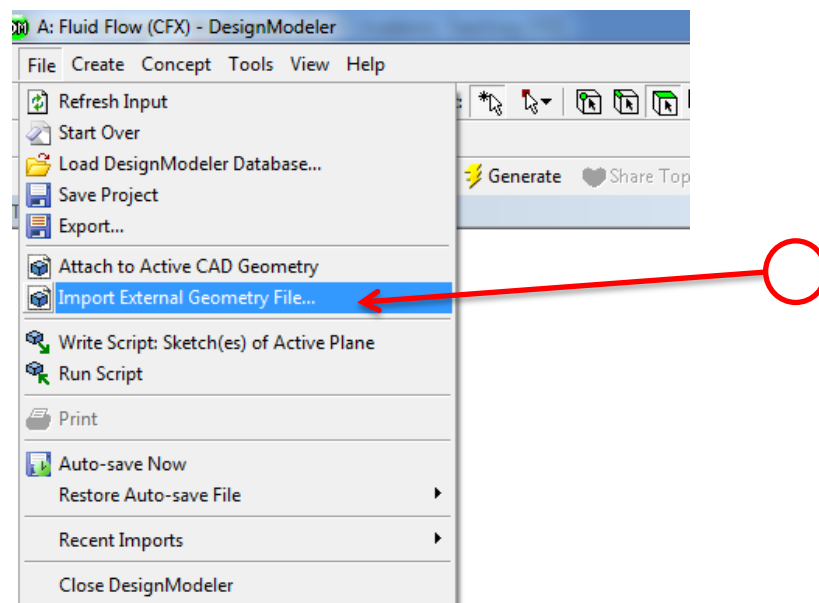 A: Fluid Flow (CFX) - DesignModeler
File Create Concept Tools View Help
Refresh Input
Start Over
Load DesignModeler Database...
Generate Share Top
Save Project
Export...
Attach to Active CAD Geometry
Import External Geometry File...
Write Script: Sketch(es) of Active Plane
Run Script
Print
Auto-save Now
Restore Auto-save File
Recent Imports
Close DesignModeler